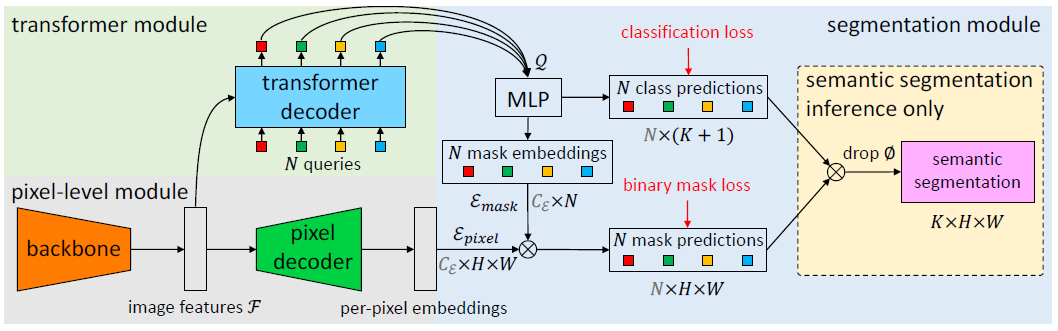 transformer module
segmentation module
classification loss
Q
transformer
decoder
MLP
N class predictions
N×(K + 1)
semantic segmentation
inference only
N queries
N mask embeddings
drop ∅
semantic
segmentation
K×H×W
pixel-level module
ℰmask
Cℰ×N
binary mask loss
backbone
pixel
decoder
ℰpixel
Cℰ×H×W
N mask predictions
N×H×W
image features ℱ
per-pixel embeddings